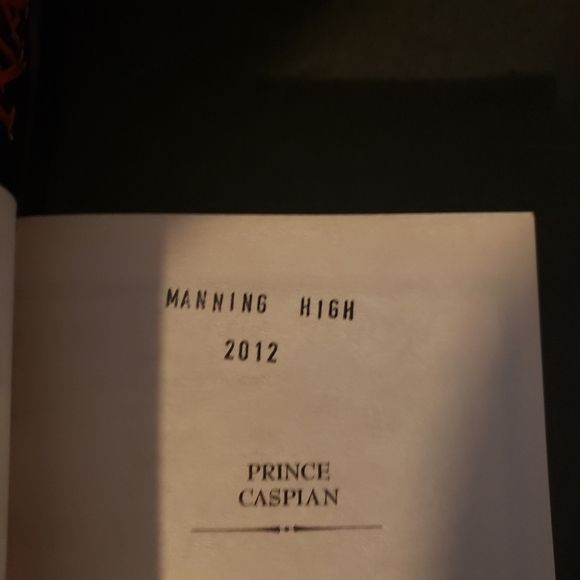 MANNING HIGH
2012
PRINCE
CASPIAN